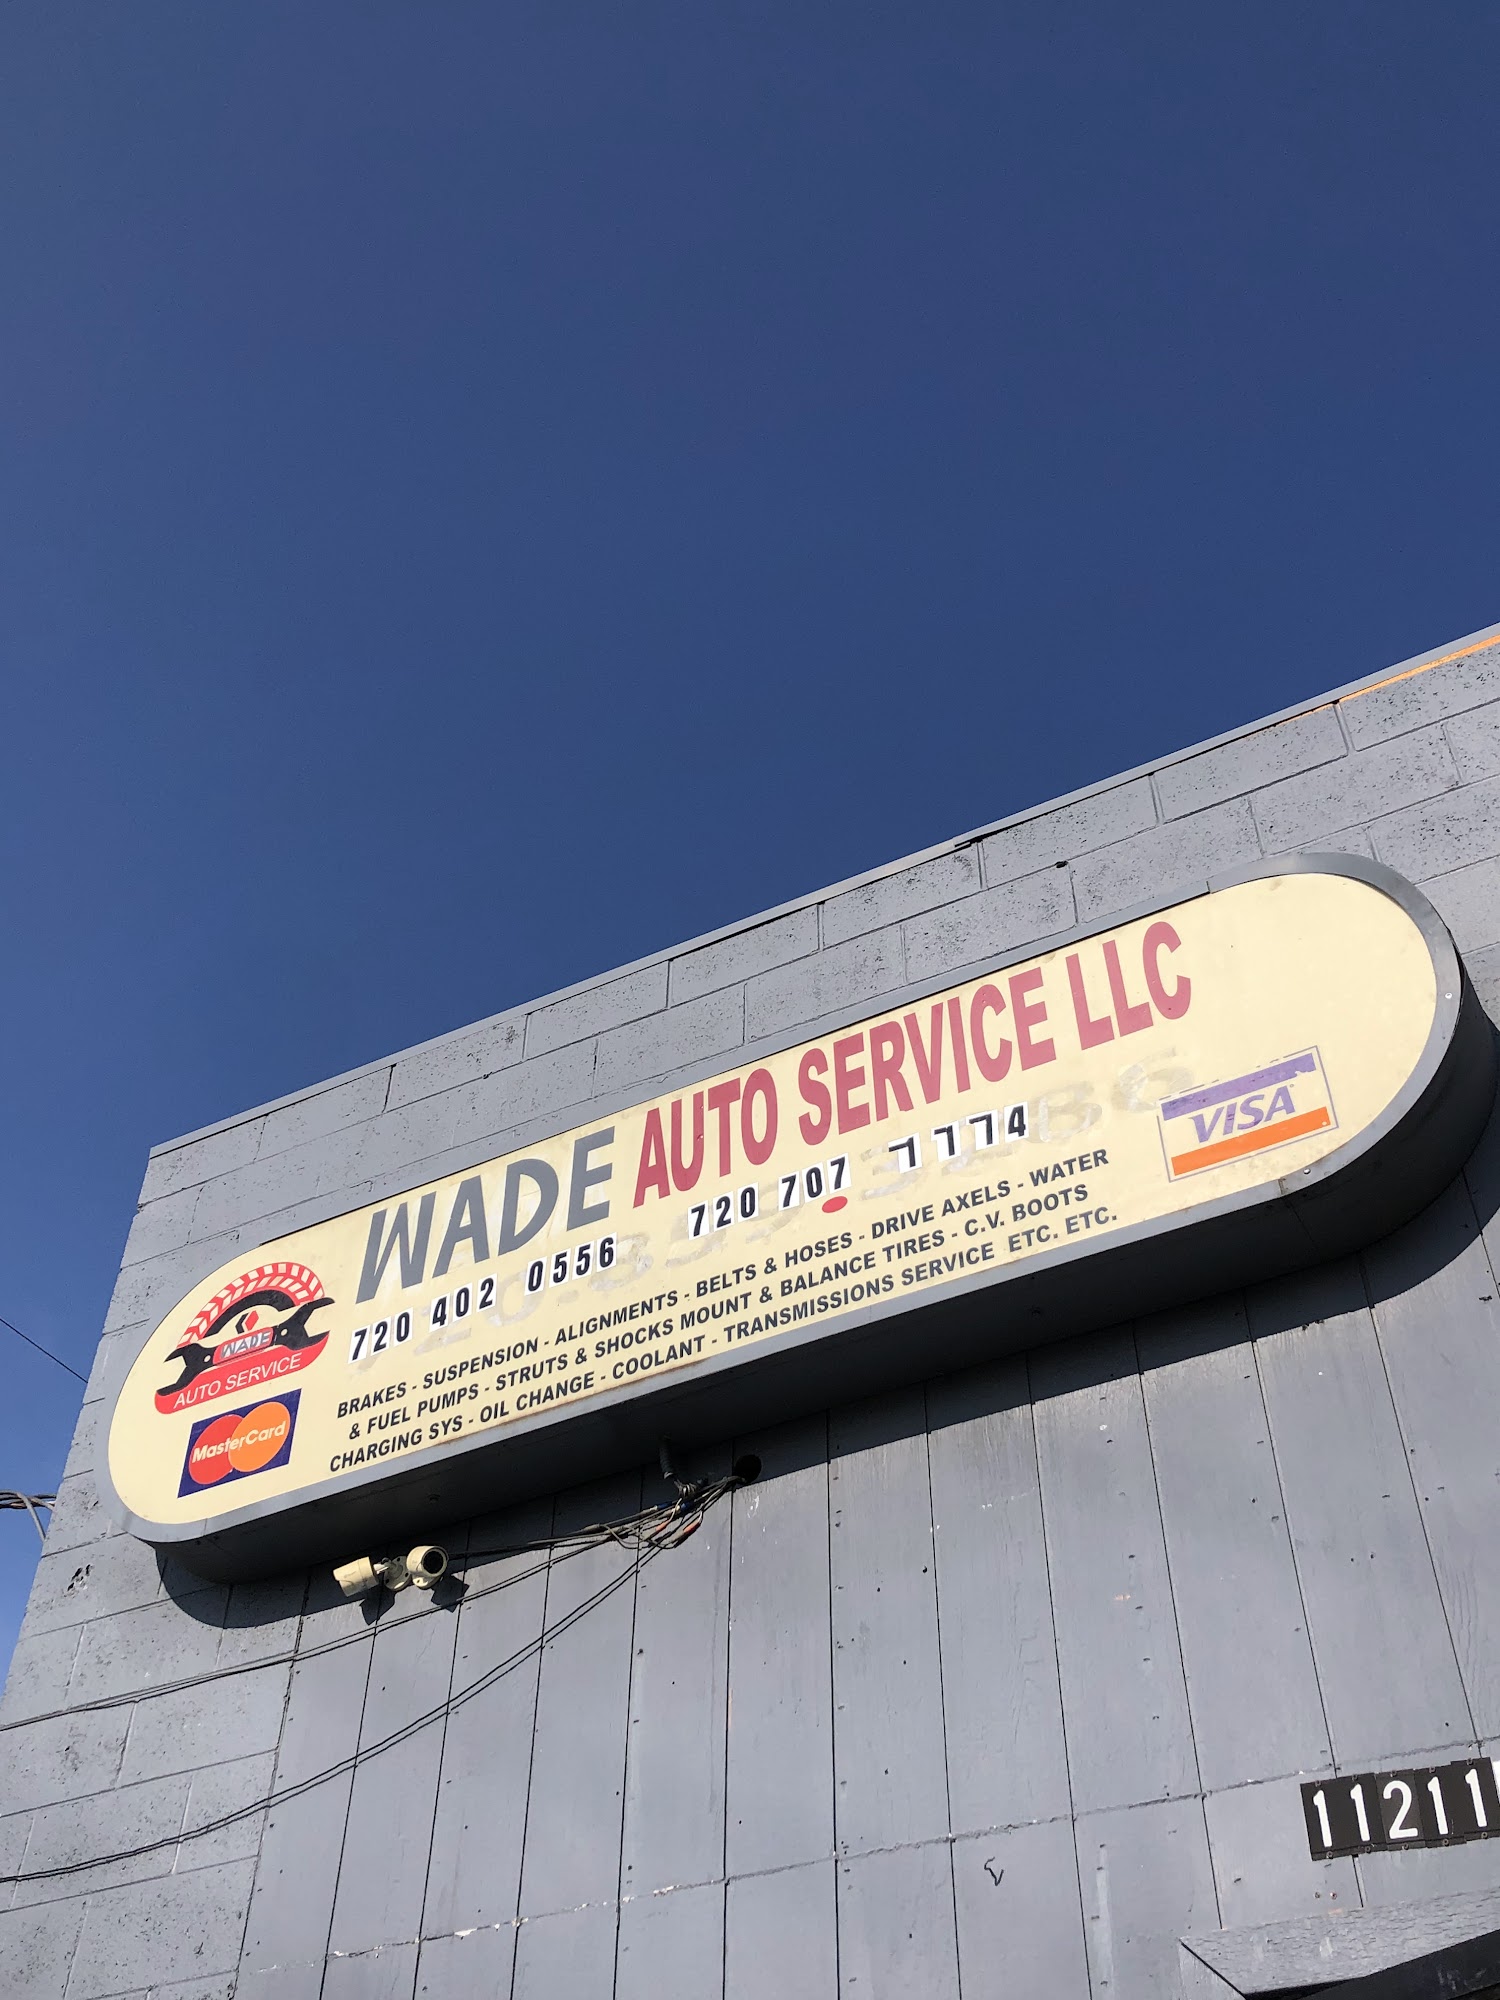 WADE AUTO SERVICE LLC
720 402 0556 720 707 7774
BRAKES - SUSPENSION - ALIGNMENTS - BELTS & HOSES - DRIVE AXELS - WATER
& FUEL PUMPS - STRUTS & SHOCKS MOUNT & BALANCE TIRES - C.V. BOOTS
CHARGING SYS - OIL CHANGE - COOLANT - TRANSMISSIONS SERVICE ETC. ETC.
WADE
AUTO SERVICE
MasterCard
VISA
11211